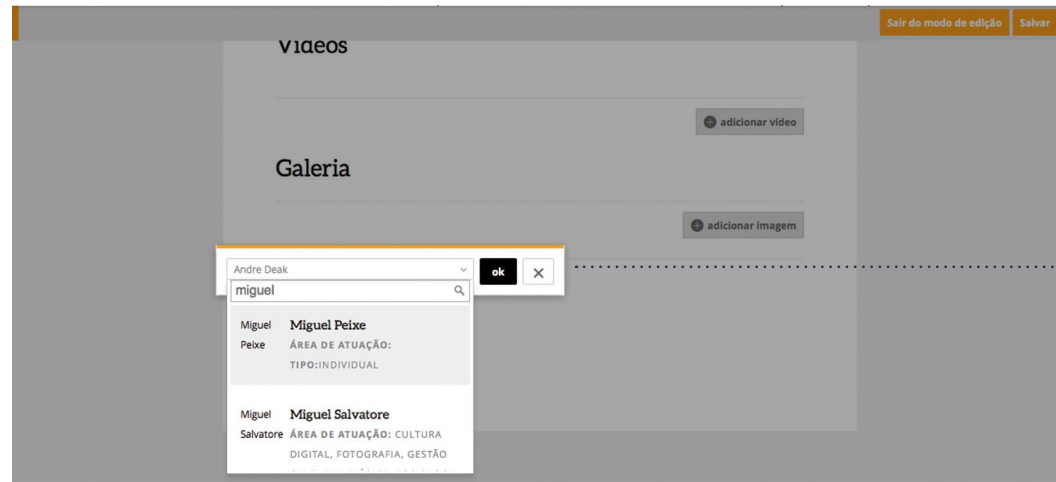 Sair do modo de edição Salvar
Vídeos
adicionar vídeo
Galeria
adicionar imagem
Andre Deak ok
miguel
Miguel Peixe Miguel Peixe
ÁREA DE ATUAÇÃO:
TIPO:INDIVIDUAL
Miguel Salvatore Miguel Salvatore
ÁREA DE ATUAÇÃO: CULTURA
DIGITAL, FOTOGRAFIA, GESTÃO